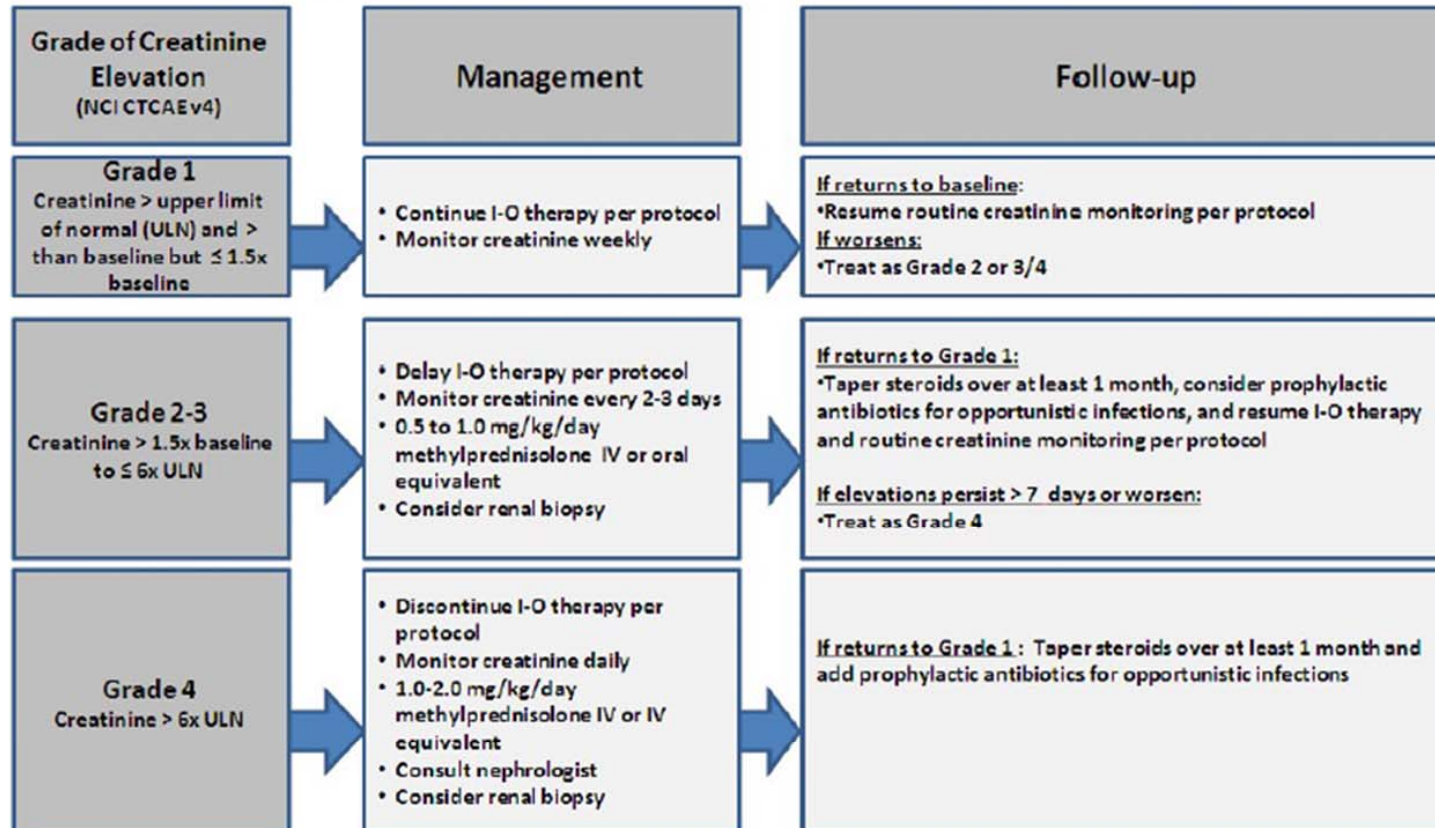 Grade of Creatinine
Elevation
(NCI CTCAE v4)
Management
Follow-up
Grade 1
Creatinine > upper limit
of normal (ULN) and >
than baseline but ≤ 1.5x
baseline
• Continue I-O therapy per protocol
• Monitor creatinine weekly
If returns to baseline:
•Resume routine creatinine monitoring per protocol
If worsens:
•Treat as Grade 2 or 3/4
Grade 2-3
Creatinine > 1.5x baseline
to ≤ 6x ULN
• Delay I-O therapy per protocol
• Monitor creatinine every 2-3 days
• 0.5 to 1.0 mg/kg/day
methylprednisolone IV or oral
equivalent
• Consider renal biopsy
If returns to Grade 1:
•Taper steroids over at least 1 month, consider prophylactic
antibiotics for opportunistic infections, and resume I-O therapy
and routine creatinine monitoring per protocol
If elevations persist > 7 days or worsen:
•Treat as Grade 4
Grade 4
Creatinine > 6x ULN
• Discontinue I-O therapy per
protocol
• Monitor creatinine daily
• 1.0-2.0 mg/kg/day
methylprednisolone IV or IV
equivalent
• Consult nephrologist
• Consider renal biopsy
If returns to Grade 1 : Taper steroids over at least 1 month and
add prophylactic antibiotics for opportunistic infections